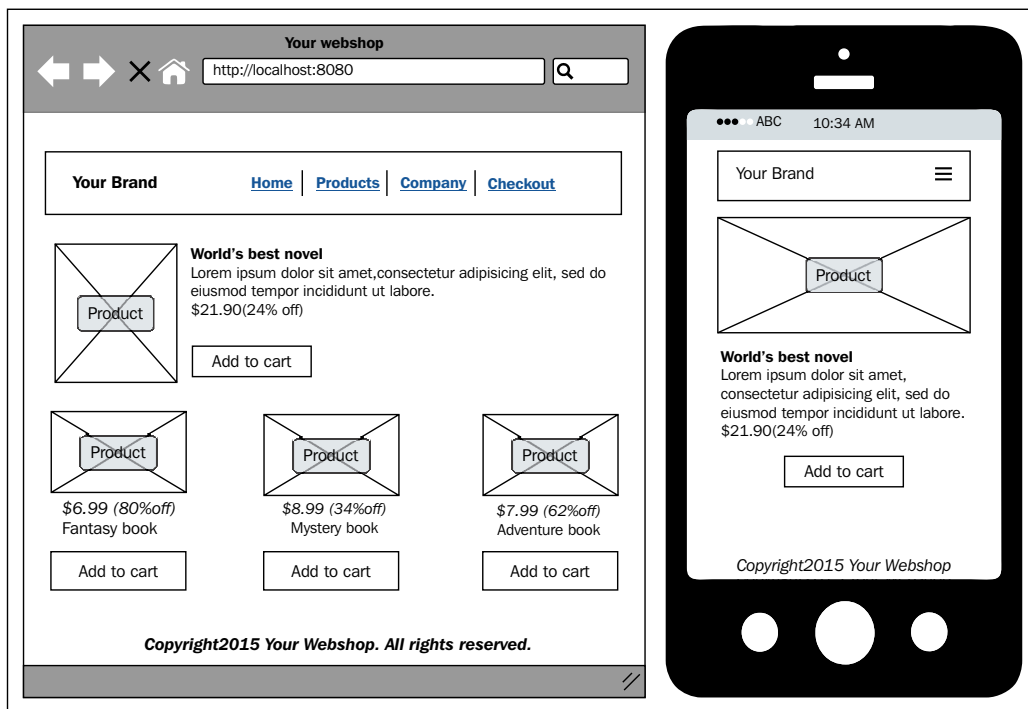 Your webshop
http://localhost:8080
Your Brand
Home
Products
Company
Checkout
Product
World's best novel
Lorem ipsum dolor sit amet,consectetur adipisicing elit, sed do
eiusmod tempor incididunt ut labore.
$21.90(24% off)
Add to cart
Product
$6.99 (80%off)
Fantasy book
Add to cart
Product
$8.99 (34%off)
Mystery book
Add to cart
Product
$7.99 (62%off)
Adventure book
Add to cart
Copyright2015 Your Webshop. All rights reserved.
ABC
10:34 AM
Your Brand
Product
World's best novel
Lorem ipsum dolor sit amet,
consectetur adipisicing elit, sed do
eiusmod tempor incididunt ut labore.
$21.90(24% off)
Add to cart
Copyright2015 Your Webshop